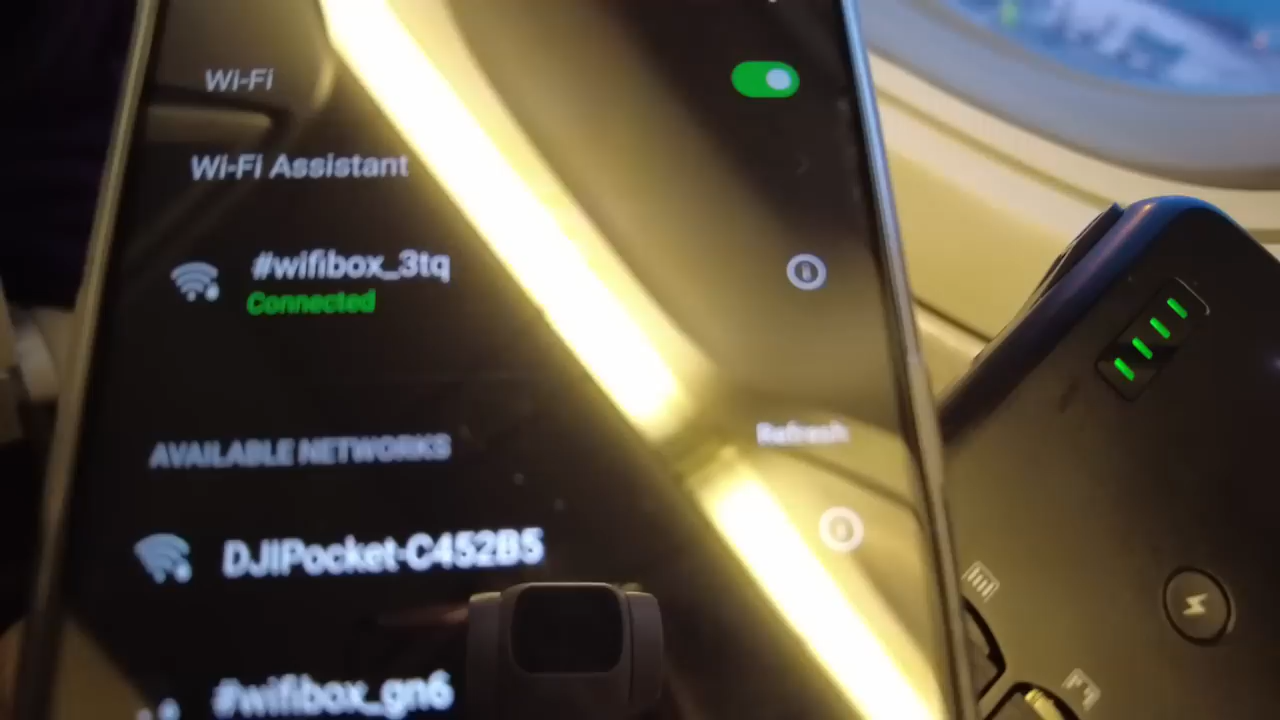 Wi-Fi
Wi-Fi Assistant
#wifibox_3tq
Connected
AVAILABLE NETWORKS
Refresh
DJIPocket-C452B5
#wifibox_gn6